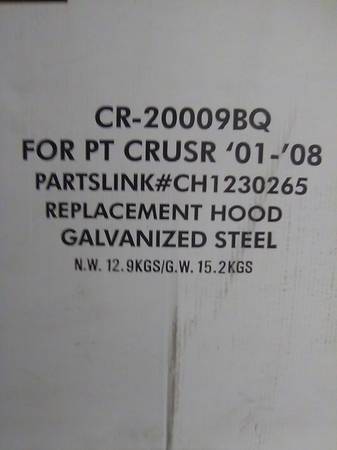 CR-20009BQ
FOR PT CRUSR '01-'08
PARTSLINK#CH1230265
REPLACEMENT HOOD
GALVANIZED STEEL
N.W. 12.9KGS/G.W. 15.2KGS